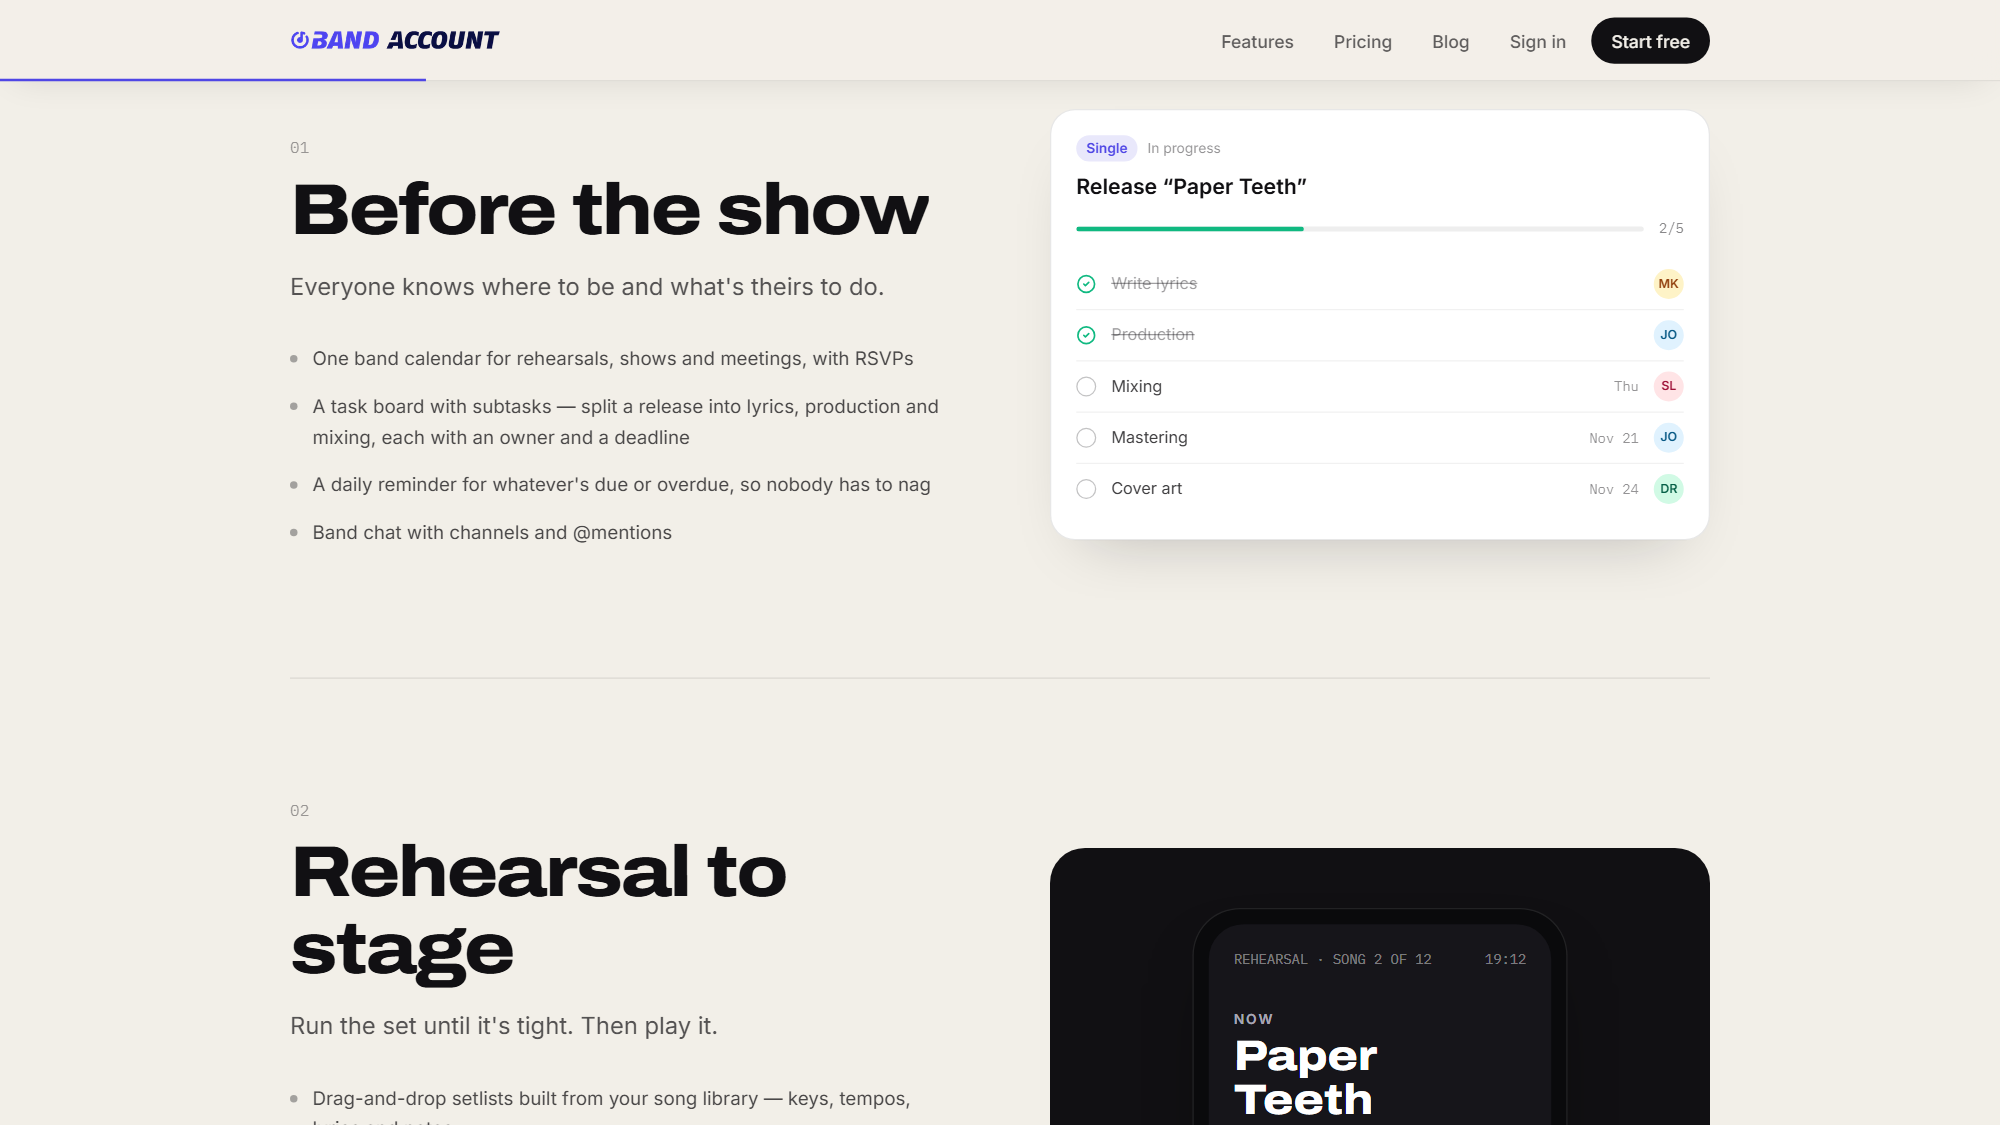 BAND ACCOUNT
Features
Pricing
Blog
Sign in
Start free
01
Before the show
Everyone knows where to be and what's theirs to do.
One band calendar for rehearsals, shows and meetings, with RSVPs
A task board with subtasks — split a release into lyrics, production and
mixing, each with an owner and a deadline
A daily reminder for whatever's due or overdue, so nobody has to nag
Band chat with channels and @mentions
Single In progress
Release “Paper Teeth”
2/5
Write lyrics MK
Production JO
Mixing Thu SL
Mastering Nov 21 JO
Cover art Nov 24 DR
02
Rehearsal to
stage
Run the set until it's tight. Then play it.
Drag-and-drop setlists built from your song library — keys, tempos,
REHEARSAL · SONG 2 OF 12 19:12
NOW
Paper
Teeth